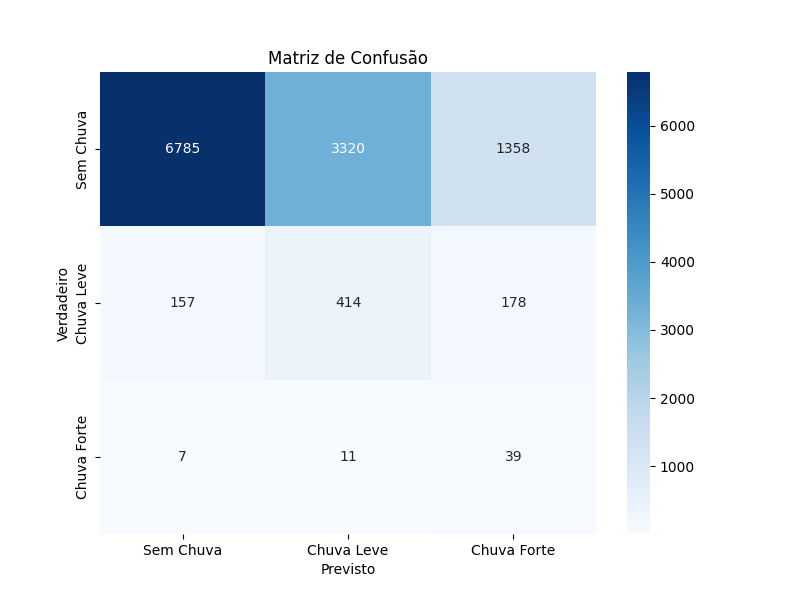 Matriz de Confusão
Sem Chuva
6785
3320
1358
Verdadeiro
Chuva Leve
157
414
178
Chuva Forte
7
11
39
Sem Chuva
Chuva Leve
Chuva Forte
Previsto
6000
5000
4000
3000
2000
1000